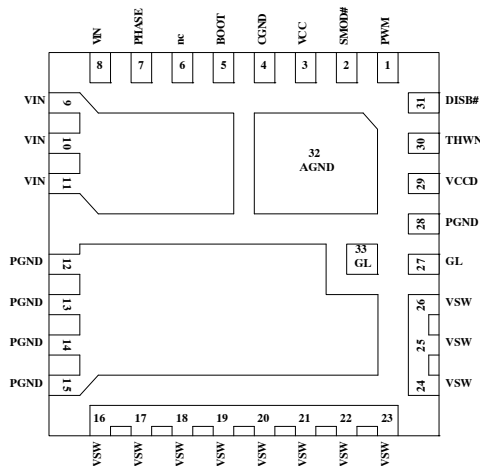 VIN PHASE nc BOOT CGND VCC SMOD# PWM
8 7 6 5 4 3 2 1
VIN 9 31 DISB#
VIN 10 30 THWN
VIN 11 29 VCCD
32
AGND
28 PGND
PGND 12 33 27 GL
GL
PGND 13 26 VSW
PGND 14 25 VSW
PGND 15 24 VSW
16 17 18 19 20 21 22 23
VSW VSW VSW VSW VSW VSW VSW VSW